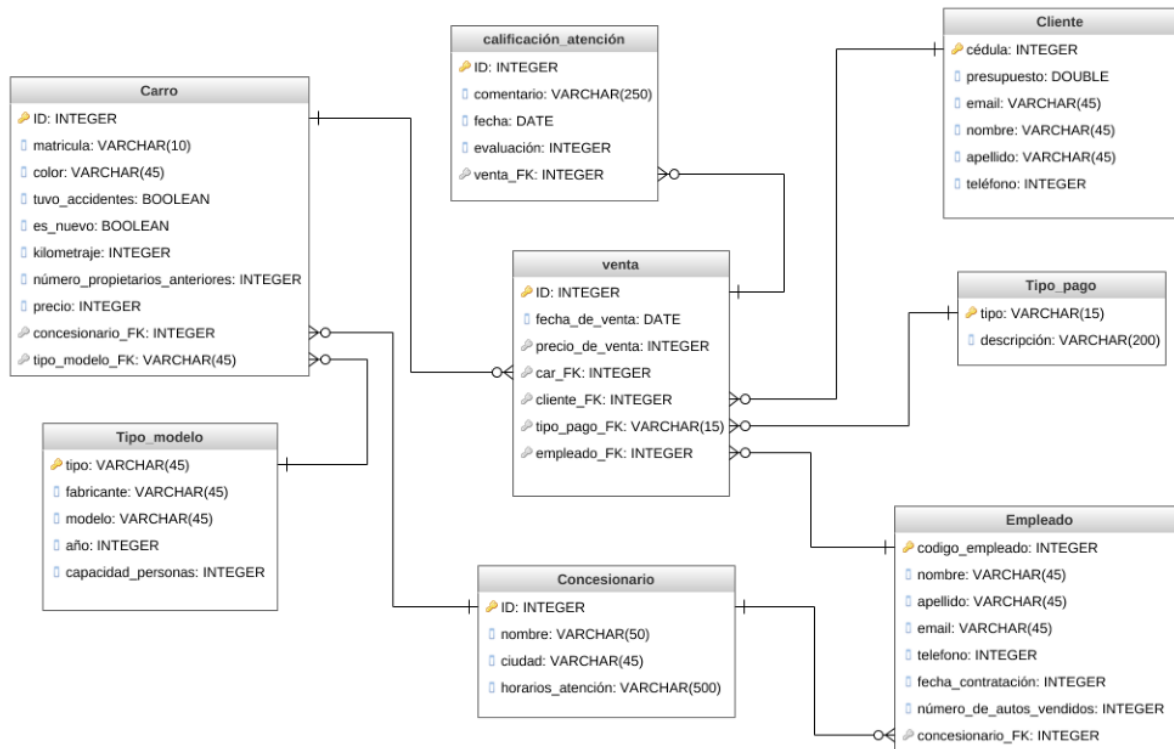 Carro
ID: INTEGER
matricula: VARCHAR(10)
color: VARCHAR(45)
tuvo_accidentes: BOOLEAN
es_nuevo: BOOLEAN
kilometraje: INTEGER
número_propietarios_anteriores: INTEGER
precio: INTEGER
concesionario_FK: INTEGER
tipo_modelo_FK: VARCHAR(45)
calificación_atención
ID: INTEGER
comentario: VARCHAR(250)
fecha: DATE
evaluación: INTEGER
venta_FK: INTEGER
Cliente
cédula: INTEGER
presupuesto: DOUBLE
email: VARCHAR(45)
nombre: VARCHAR(45)
apellido: VARCHAR(45)
teléfono: INTEGER
venta
ID: INTEGER
fecha_de_venta: DATE
precio_de_venta: INTEGER
car_FK: INTEGER
cliente_FK: INTEGER
tipo_pago_FK: VARCHAR(15)
empleado_FK: INTEGER
Tipo_pago
tipo: VARCHAR(15)
descripción: VARCHAR(200)
Tipo_modelo
tipo: VARCHAR(45)
fabricante: VARCHAR(45)
modelo: VARCHAR(45)
año: INTEGER
capacidad_personas: INTEGER
Concesionario
ID: INTEGER
nombre: VARCHAR(50)
ciudad: VARCHAR(45)
horarios_atención: VARCHAR(500)
Empleado
codigo_empleado: INTEGER
nombre: VARCHAR(45)
apellido: VARCHAR(45)
email: VARCHAR(45)
telefono: INTEGER
fecha_contratación: INTEGER
número_de_autos_vendidos: INTEGER
concesionario_FK: INTEGER